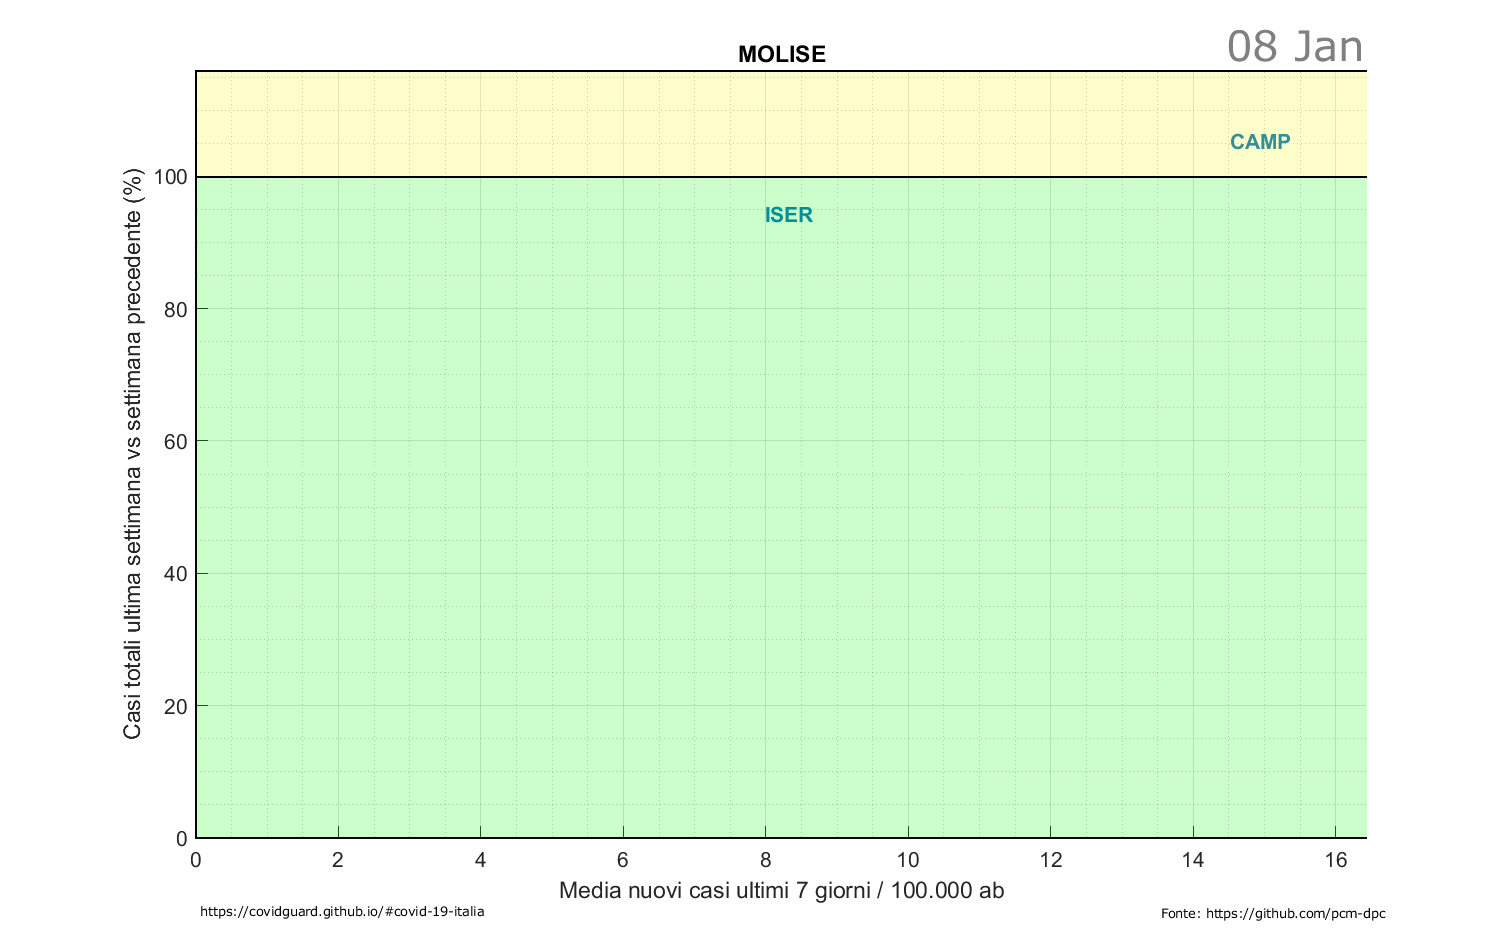 MOLISE
08 Jan
CAMP
ISER
Casi totali ultima settimana vs settimana precedente (%)
100
80
60
40
20
0
0 2 4 6 8 10 12 14 16
Media nuovi casi ultimi 7 giorni / 100.000 ab
https://covidguard.github.io/#covid-19-italia
Fonte: https://github.com/pcm-dpc